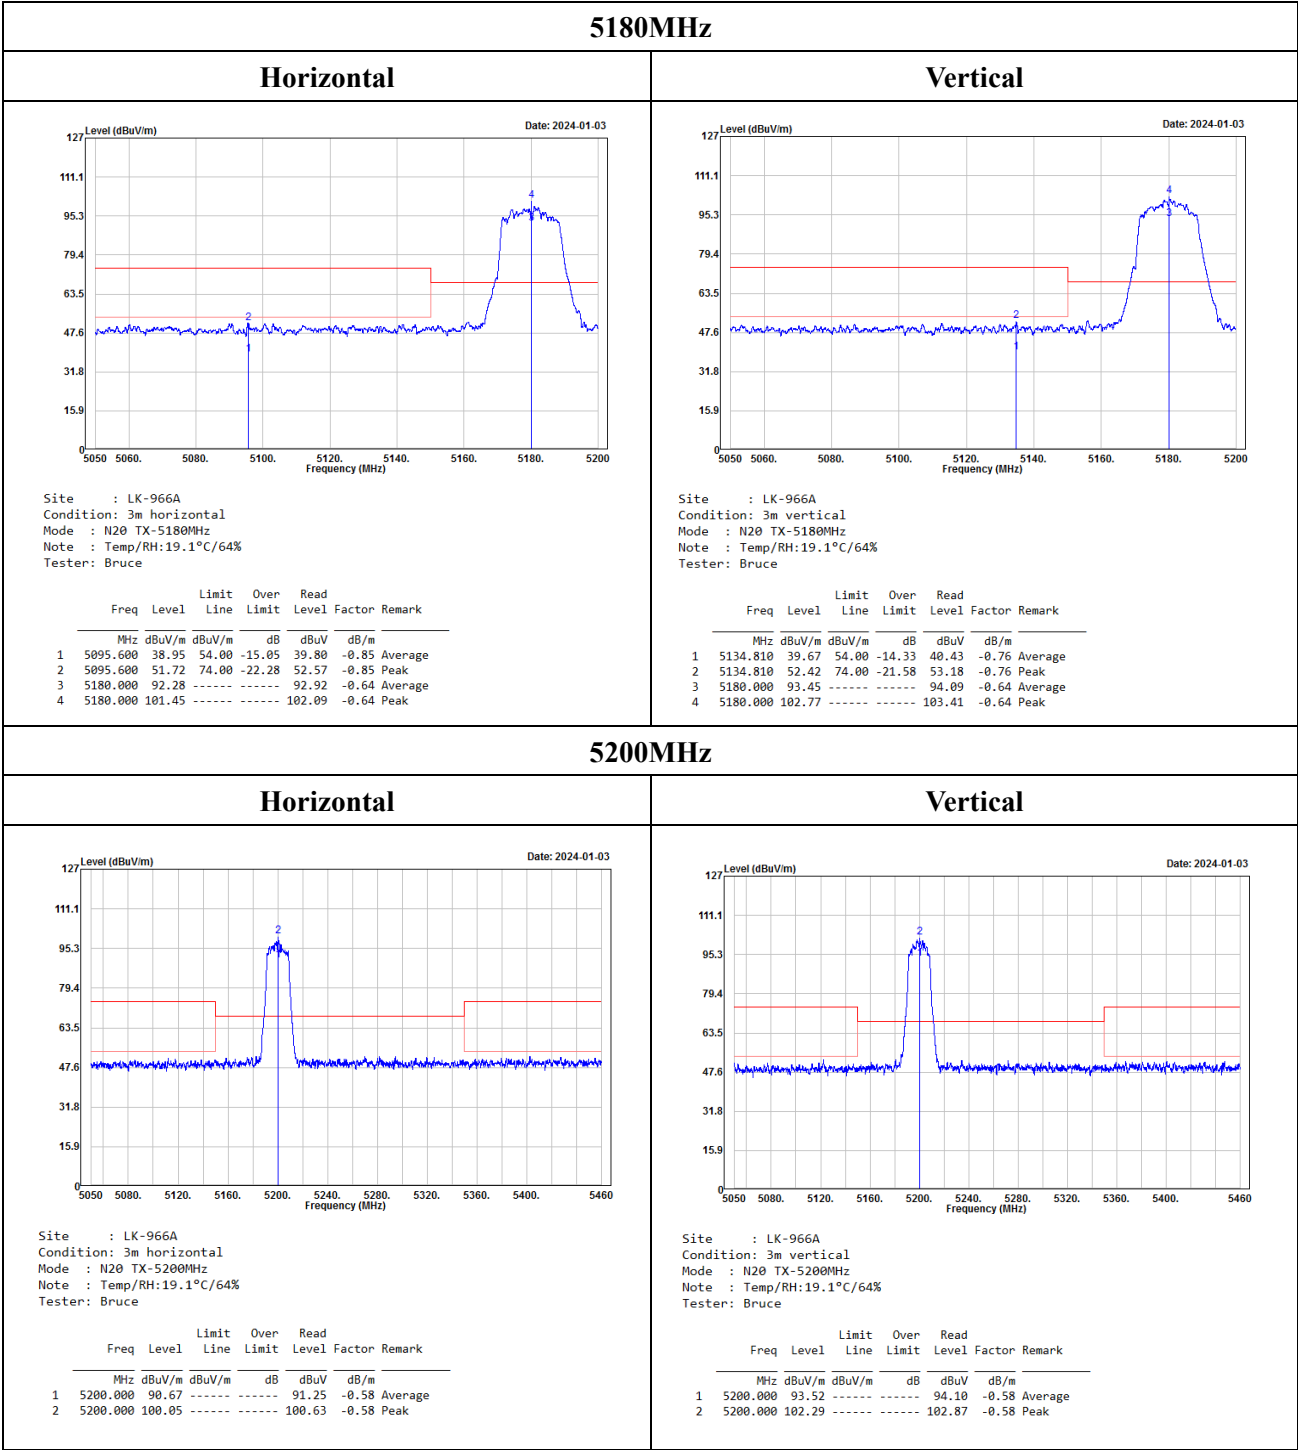 5180MHz
Horizontal Vertical
Level (dBuV/m) Date: 2024-01-03
127
111.1
95.3
79.4
63.5
47.6
31.8
15.9
0
4
2
1
5050 5060. 5080. 5100. 5120. 5140. 5160. 5180. 5200
Frequency (MHz)
Site : LK-966A
Condition: 3m horizontal
Mode : N20 TX-5180MHz
Note : Temp/RH:19.1°C/64%
Tester: Bruce
Limit Over Read
Freq Level Line Limit Level Factor Remark
MHz dBuV/m dBuV/m dB dBuV dB/m
1 5095.600 38.95 54.00 -15.05 39.80 -0.85 Average
2 5095.600 51.72 74.00 -22.28 52.57 -0.85 Peak
3 5180.000 92.28 ------ ------ 92.92 -0.64 Average
4 5180.000 101.45 ------ ------ 102.09 -0.64 Peak
Level (dBuV/m) Date: 2024-01-03
127
111.1
95.3
79.4
63.5
47.6
31.8
15.9
0
4
3
2
1
5050 5060. 5080. 5100. 5120. 5140. 5160. 5180. 5200
Frequency (MHz)
Site : LK-966A
Condition: 3m vertical
Mode : N20 TX-5180MHz
Note : Temp/RH:19.1°C/64%
Tester: Bruce
Limit Over Read
Freq Level Line Limit Level Factor Remark
MHz dBuV/m dBuV/m dB dBuV dB/m
1 5134.810 39.67 54.00 -14.33 40.43 -0.76 Average
2 5134.810 52.42 74.00 -21.58 53.18 -0.76 Peak
3 5180.000 93.45 ------ ------ 94.09 -0.64 Average
4 5180.000 102.77 ------ ------ 103.41 -0.64 Peak
5200MHz
Horizontal Vertical
Level (dBuV/m) Date: 2024-01-03
127
111.1
95.3
79.4
63.5
47.6
31.8
15.9
0
2
5050 5080. 5120. 5160. 5200. 5240. 5280. 5320. 5360. 5400. 5460
Frequency (MHz)
Site : LK-966A
Condition: 3m horizontal
Mode : N20 TX-5200MHz
Note : Temp/RH:19.1°C/64%
Tester: Bruce
Limit Over Read
Freq Level Line Limit Level Factor Remark
MHz dBuV/m dBuV/m dB dBuV dB/m
1 5200.000 90.67 ------ ------ 91.25 -0.58 Average
2 5200.000 100.05 ------ ------ 100.63 -0.58 Peak
Level (dBuV/m) Date: 2024-01-03
127
111.1
95.3
79.4
63.5
47.6
31.8
15.9
0
2
5050 5080. 5120. 5160. 5200. 5240. 5280. 5320. 5360. 5400. 5460
Frequency (MHz)
Site : LK-966A
Condition: 3m vertical
Mode : N20 TX-5200MHz
Note : Temp/RH:19.1°C/64%
Tester: Bruce
Limit Over Read
Freq Level Line Limit Level Factor Remark
MHz dBuV/m dBuV/m dB dBuV dB/m
1 5200.000 93.52 ------ ------ 94.10 -0.58 Average
2 5200.000 102.29 ------ ------ 102.87 -0.58 Peak